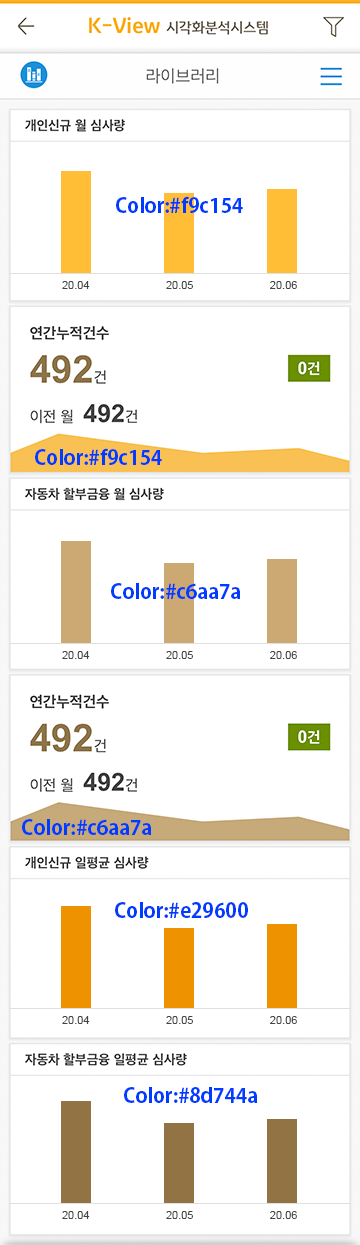 K-View 시각화분석시스템
라이브러리
개인신규 월 심사량
Color:#f9c154
20.04 20.05 20.06
연간누적건수
492건 0건
이전 월 492건
Color:#f9c154
자동차 할부금융 월 심사량
Color:#c6aa7a
20.04 20.05 20.06
연간누적건수
492건 0건
이전 월 492건
Color:#c6aa7a
개인신규 일평균 심사량
Color:#e29600
20.04 20.05 20.06
자동차 할부금융 일평균 심사량
Color:#8d744a
20.04 20.05 20.06